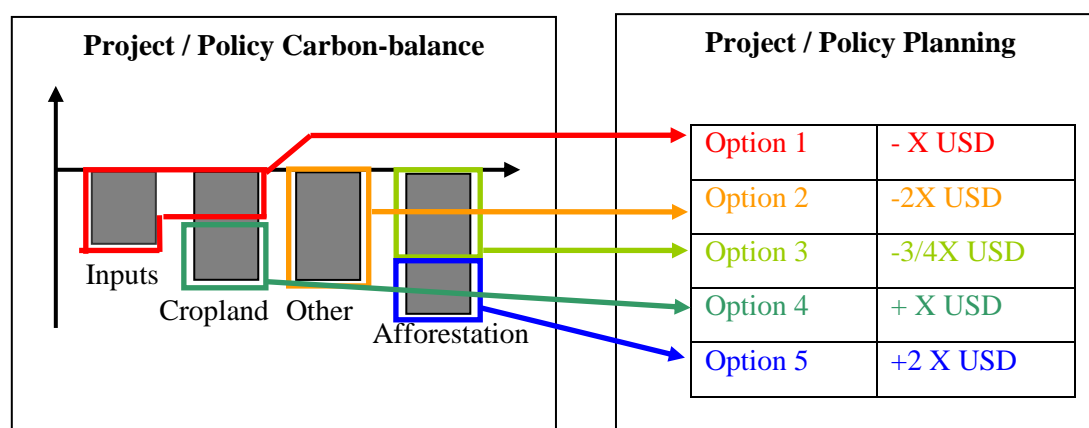 Project / Policy Carbon-balance
Inputs
Cropland
Other
Afforestation
Project / Policy Planning
Option 1 - X USD
Option 2 -2X USD
Option 3 -3/4X USD
Option 4 + X USD
Option 5 +2 X USD